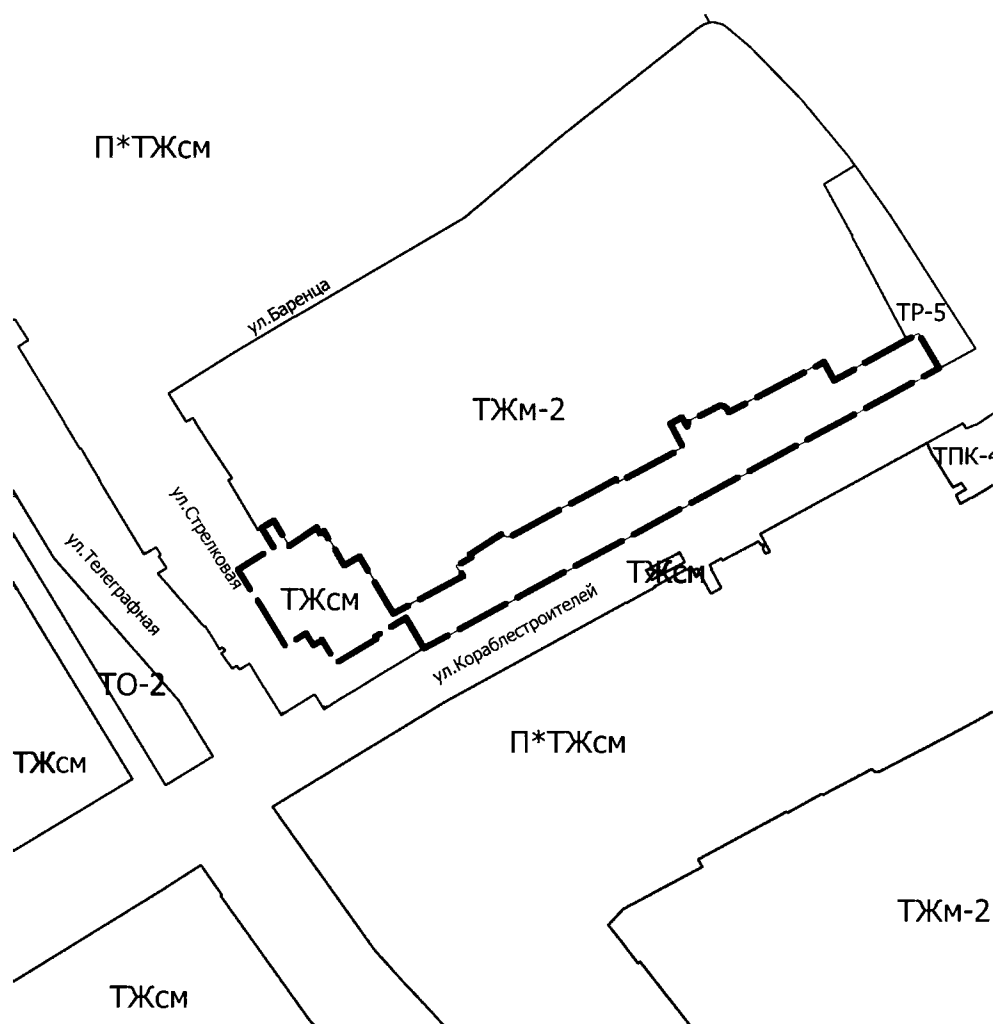 П*ТЖсм
ул.Баренца
ТР-5
ТЖм-2
ТПК-4
ул.Стрелковая
ул.Телеграфная
ТЖсм
ТЖсм
ул.Кораблестроителей
ТО-2
П*ТЖсм
ТЖсм
ТЖм-2
ТЖсм